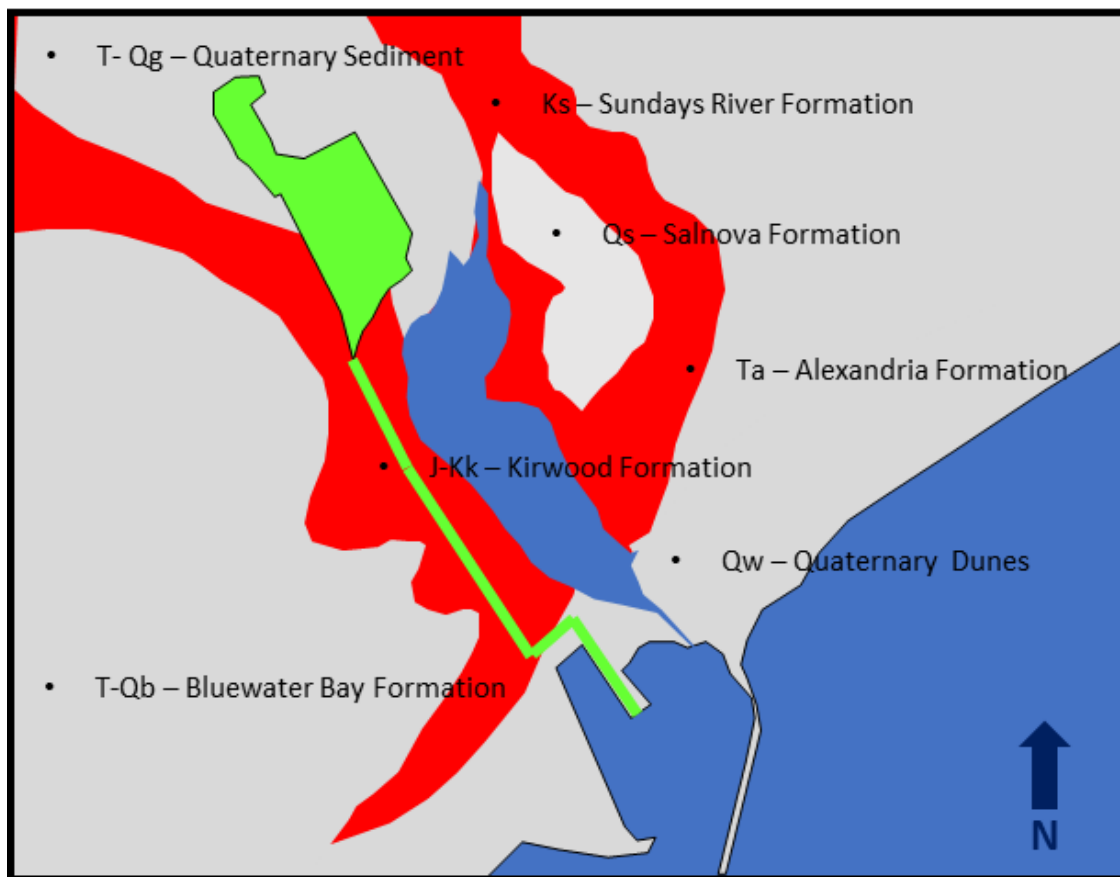 • T- Qg – Quaternary Sediment
• Ks – Sundays River Formation
• Qs – Salnova Formation
• Ta – Alexandria Formation
• J-Kk – Kirwood Formation
• Qw – Quaternary Dunes
• T-Qb – Bluewater Bay Formation
N